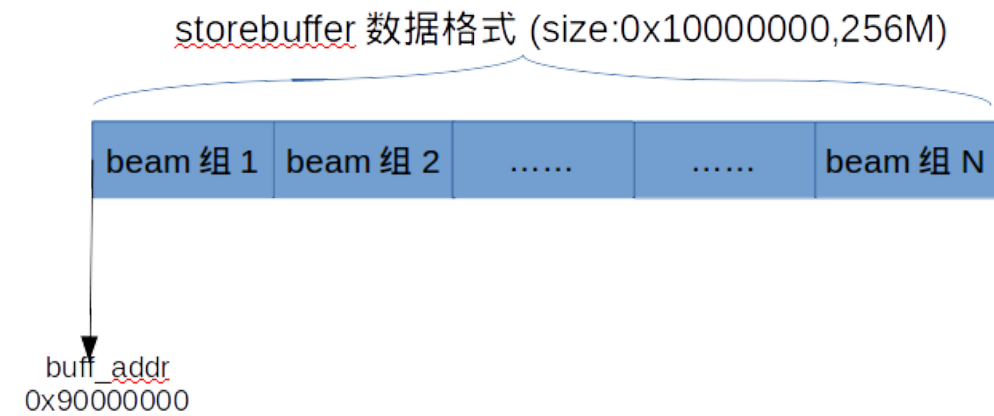 storebuffer 数据格式 (size:0x10000000,256M)
beam 组 1 beam 组 2 …… …… beam 组 N
buff_addr
0x90000000